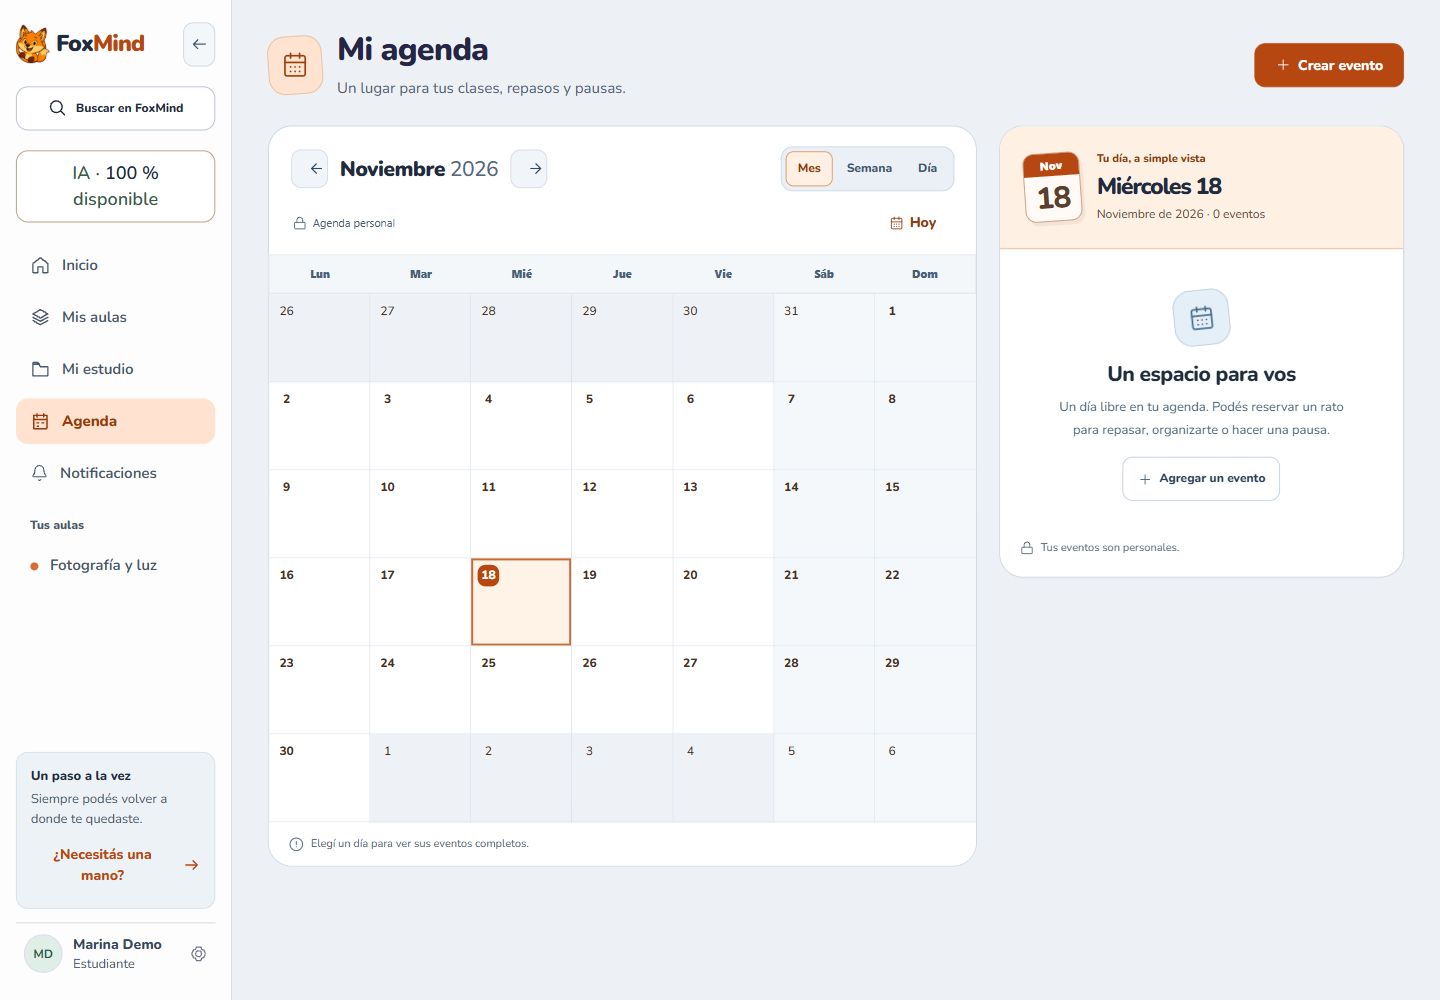 FoxMind
Buscar en FoxMind
IA · 100 %
disponible
Inicio
Mis aulas
Mi estudio
Agenda
Notificaciones
Tus aulas
Fotografía y luz
Un paso a la vez
Siempre podés volver a
donde te quedaste.
¿Necesitás una
mano?
MD
Marina Demo
Estudiante
Mi agenda
Un lugar para tus clases, repasos y pausas.
Crear evento
Noviembre 2026
Mes Semana Día
Agenda personal
Hoy
Lun Mar Mié Jue Vie Sáb Dom
26 27 28 29 30 31 1
2 3 4 5 6 7 8
9 10 11 12 13 14 15
16 17 18 19 20 21 22
23 24 25 26 27 28 29
30 1 2 3 4 5 6
Elegí un día para ver sus eventos completos.
Nov
18
Tu día, a simple vista
Miércoles 18
Noviembre de 2026 · 0 eventos
Un espacio para vos
Un día libre en tu agenda. Podés reservar un rato
para repasar, organizarte o hacer una pausa.
Agregar un evento
Tus eventos son personales.